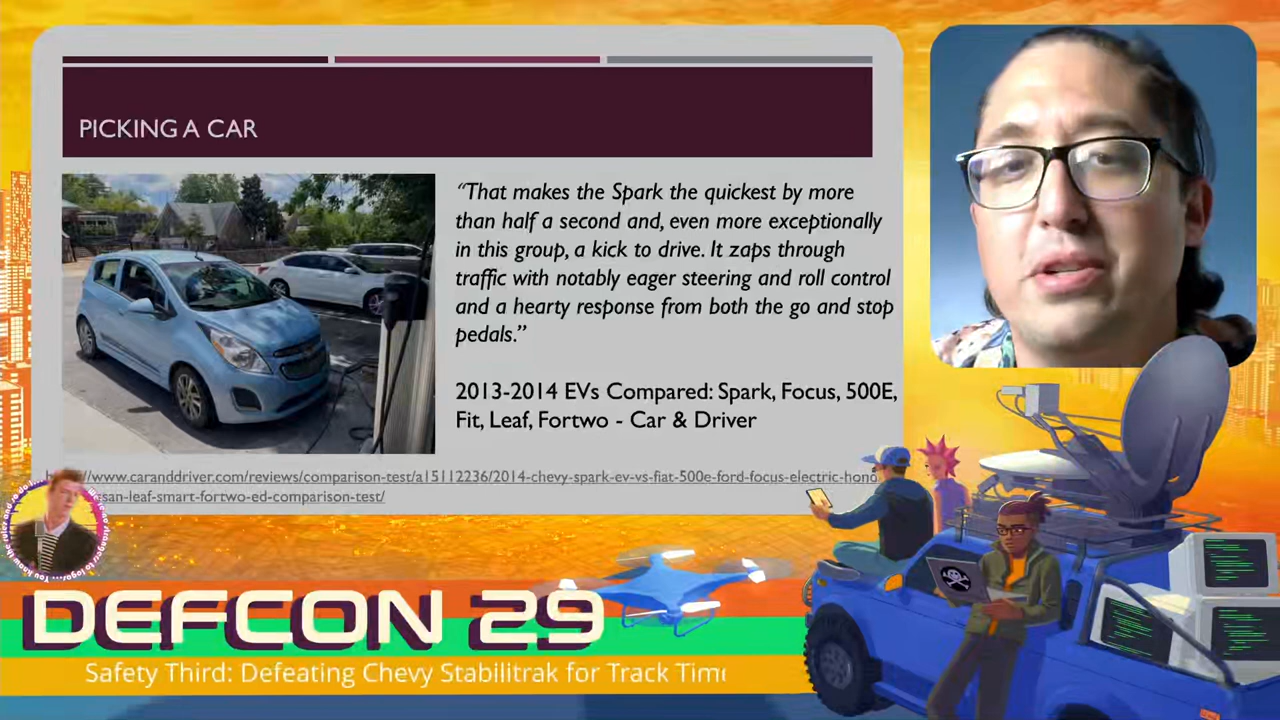 PICKING A CAR
“That makes the Spark the quickest by more
than half a second and, even more exceptionally
in this group, a kick to drive. It zaps through
traffic with notably eager steering and roll control
and a hearty response from both the go and stop
pedals.”
2013-2014 EVs Compared: Spark, Focus, 500E,
Fit, Leaf, Fortwo - Car & Driver
//www.caranddriver.com/reviews/comparison-test/a15112236/2014-chevy-spark-ev-vs-fiat-500e-ford-focus-electric-hond
san-leaf-smart-fortwo-ed-comparison-test/
DEFCON 29
Safety Third: Defeating Chevy Stabilitrak for Track Time